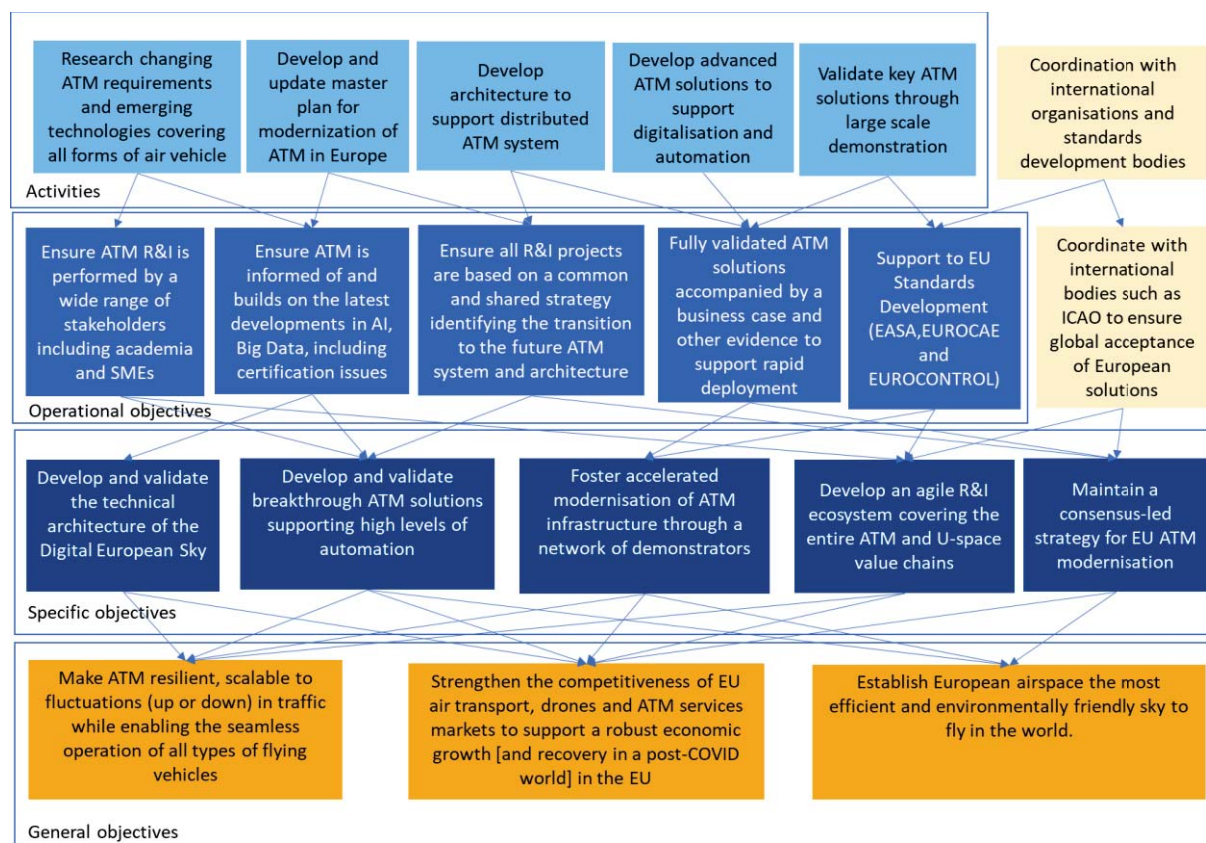 Research changing
ATM requirements
and emerging
technologies covering
all forms of air vehicle
Develop and
update master
plan for
modernization of
ATM in Europe
Develop
architecture to
support distributed
ATM system
Develop advanced
ATM solutions to
support
digitalisation and
automation
Validate key ATM
solutions through
large scale
demonstration
Coordination with
international
organisations and
standards
development bodies
Activities
Ensure ATM R&I is
performed by a
wide range of
stakeholders
including academia
and SMEs
Ensure ATM is
informed of and
builds on the latest
developments in AI,
Big Data, including
certification issues
Ensure all R&I projects
are based on a common
and shared strategy
identifying the transition
to the future ATM
system and architecture
Fully validated ATM
solutions
accompanied by a
business case and
other evidence to
support rapid
deployment
Support to EU
Standards
Development
(EASA,EUROCAE
and
EUROCONTROL)
Coordinate with
international
bodies such as
ICAO to ensure
global acceptance
of European
solutions
Operational objectives
Develop and validate
the technical
architecture of the
Digital European Sky
Develop and validate
breakthrough ATM solutions
supporting high levels of
automation
Foster accelerated
modernisation of ATM
infrastructure through a
network of demonstrators
Develop an agile R&I
ecosystem covering the
entire ATM and U-space
value chains
Maintain a
consensus-led
strategy for EU ATM
modernisation
Specific objectives
Make ATM resilient, scalable to
fluctuations (up or down) in traffic
while enabling the seamless
operation of all types of flying
vehicles
Strengthen the competitiveness of EU
air transport, drones and ATM services
markets to support a robust economic
growth [and recovery in a post-COVID
world] in the EU
Establish European airspace the most
efficient and environmentally friendly sky to
fly in the world.
General objectives